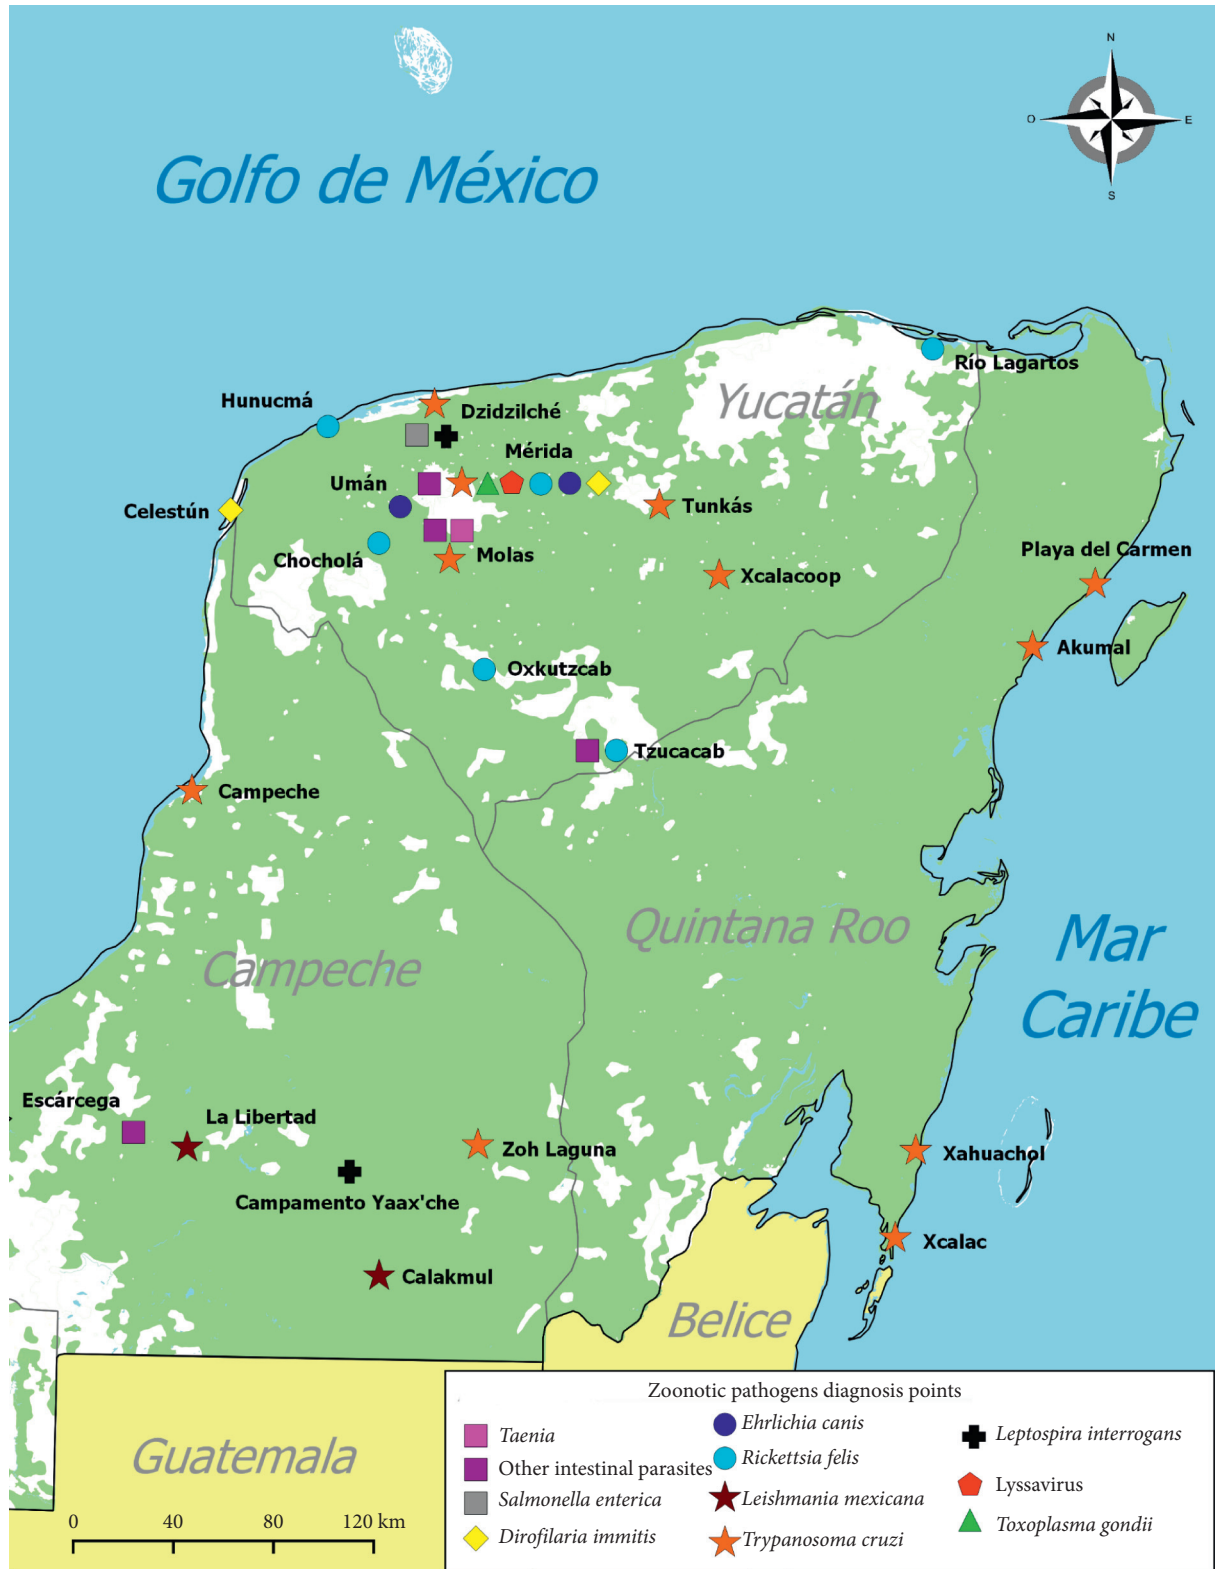 N
O
E
S
Golfo de México
Río Lagartos
Yucatán
Hunucmá
Dzidzilché
Mérida
Umán
Celestún
Tunkás
Chocholá
Molas
Playa del Carmen
Xcalacoop
Akumal
Oxkutzcab
Tzucacab
Campeche
Quintana Roo
Campeche
Mar
Caribe
Escárcega
La Libertad
Zoh Laguna
Xahuachol
Campamento Yaax'che
Xcalac
Calakmul
Belice
Guatemala
0 40 80 120 km
Zoonotic pathogens diagnosis points
Taenia
Other intestinal parasites
Salmonella enterica
Dirofilaria immitis
Ehrlichia canis
Rickettsia felis
Leishmania mexicana
Trypanosoma cruzi
Leptospira interrogans
Lyssavirus
Toxoplasma gondii